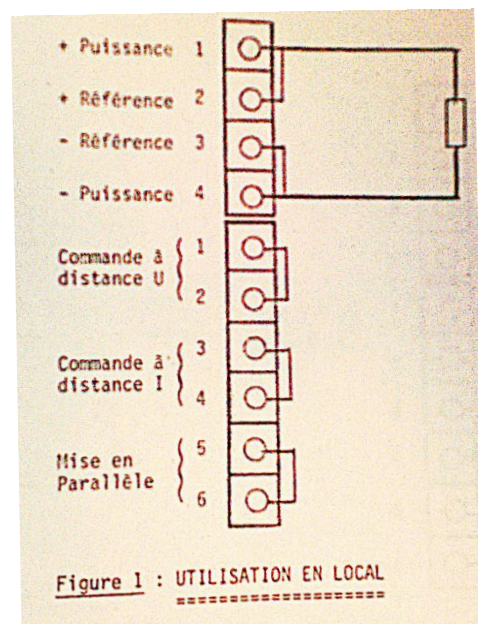 + Puissance 1
+ Référence 2
- Référence 3
- Puissance 4
Commande à
distance U
1
2
Commande à
distance I
3
4
Mise en
Parallèle
5
6
Figure 1 : UTILISATION EN LOCAL